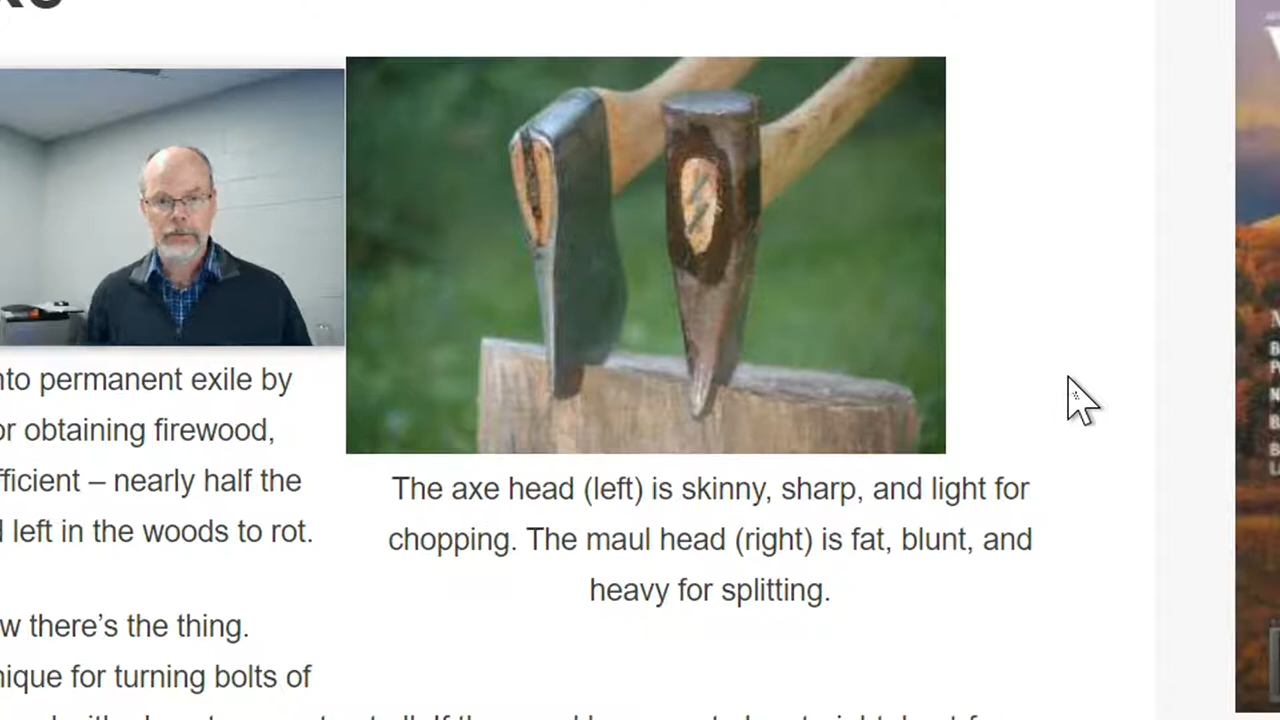 nto permanent exile by
or obtaining firewood,
fficient – nearly half the
left in the woods to rot.
The axe head (left) is skinny, sharp, and light for
chopping. The maul head (right) is fat, blunt, and
heavy for splitting.
w there's the thing.
nique for turning bolts of